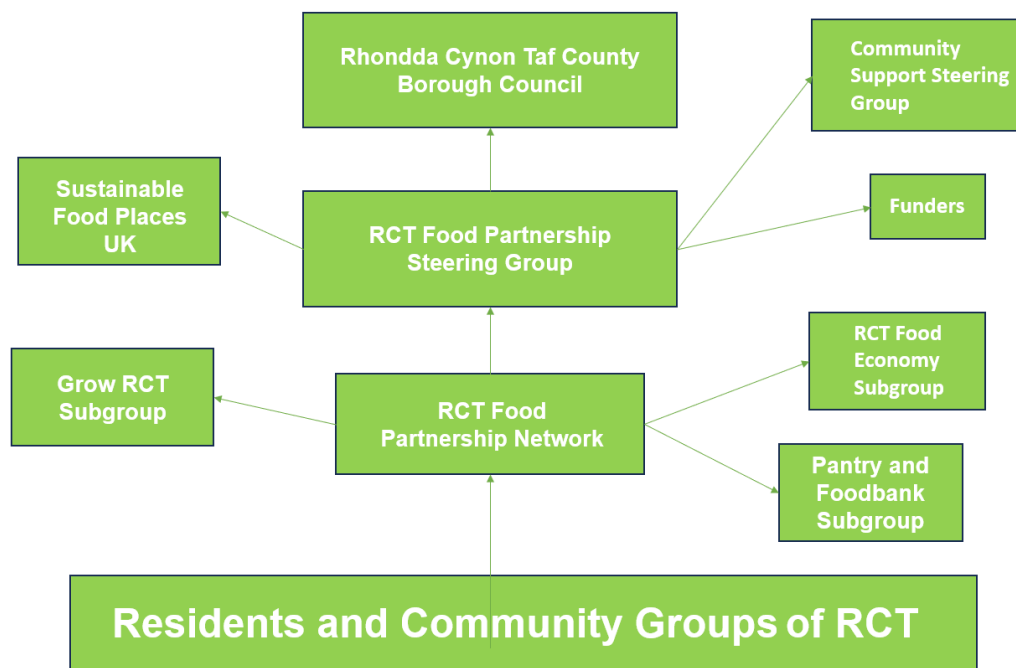 Rhondda Cynon Taf County
Borough Council
Community
Support Steering
Group
Sustainable
Food Places
UK
RCT Food Partnership
Steering Group
Funders
Grow RCT
Subgroup
RCT Food
Partnership Network
RCT Food
Economy
Subgroup
Pantry and
Foodbank
Subgroup
Residents and Community Groups of RCT